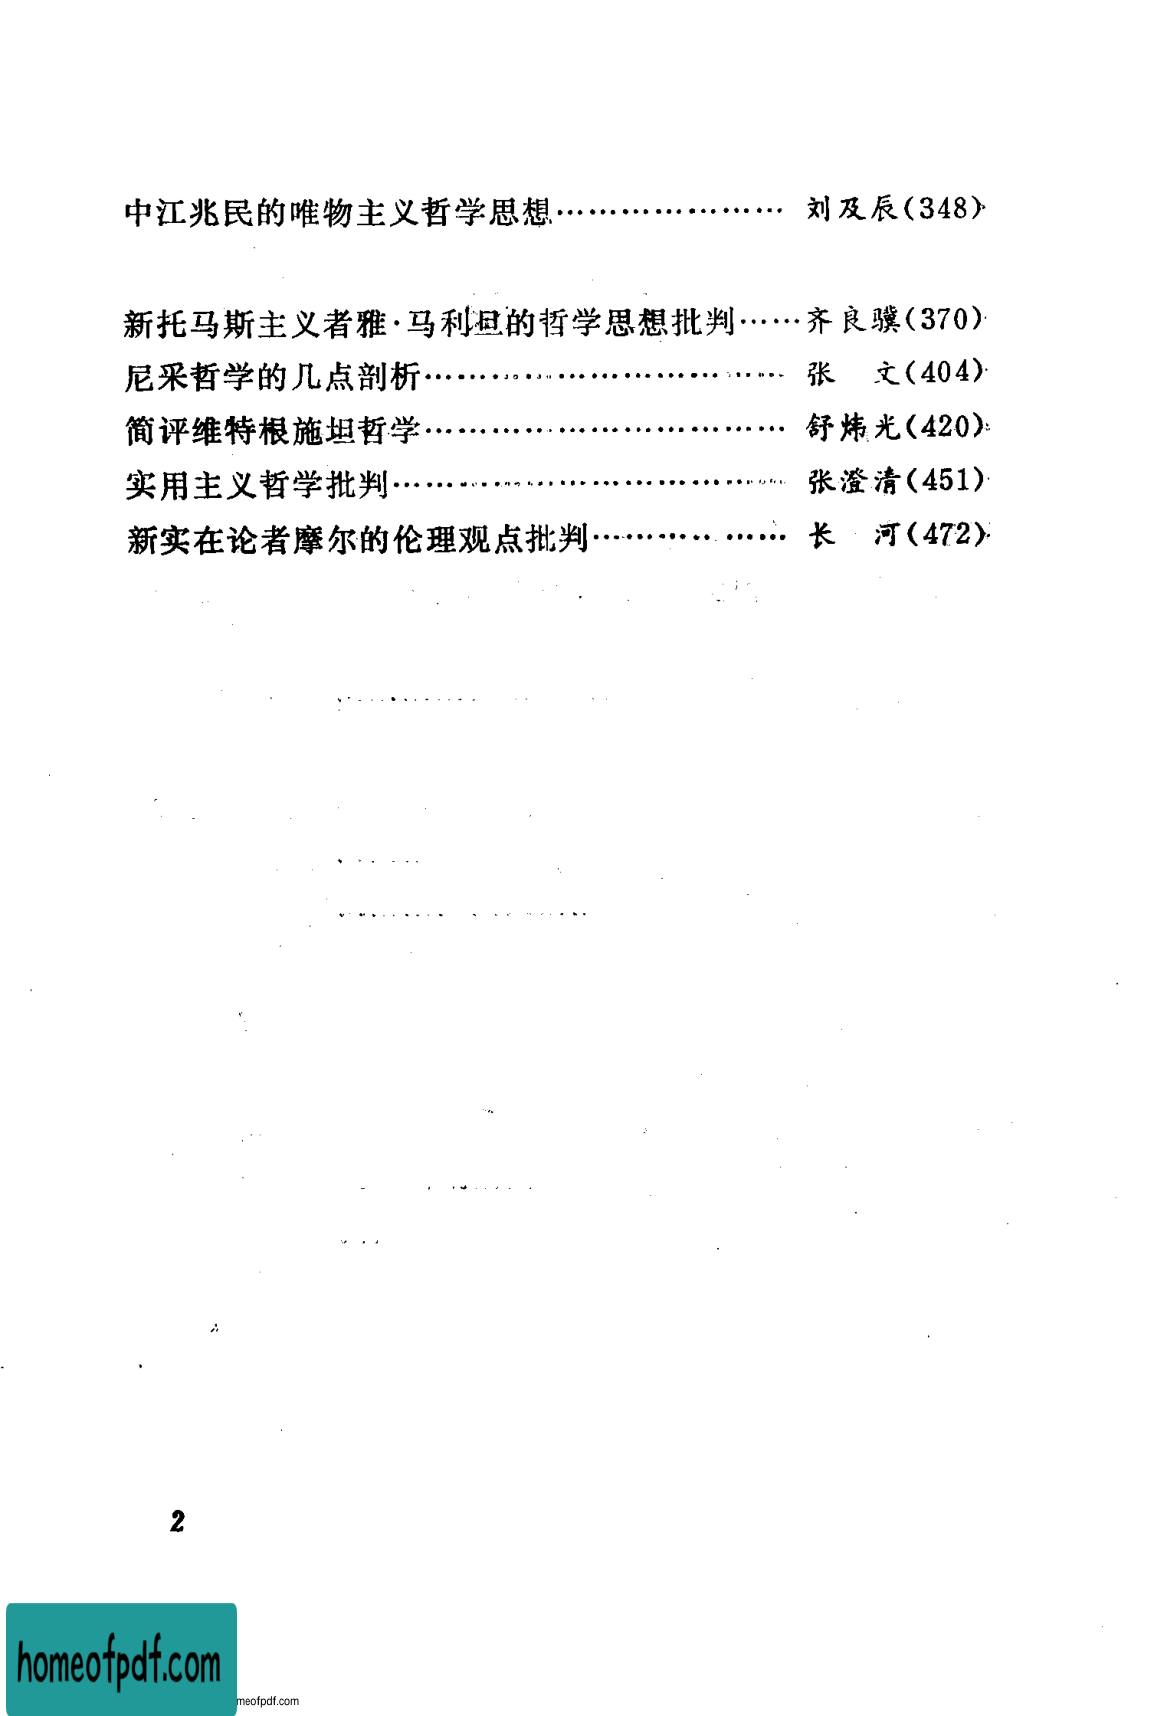 中江兆民的唯物主义哲学思想…………………刘及辰(348)
新托马斯主义者雅·马利坦的哲学思想批判……齐良骥(370)
尼采哲学的几点剖析……………………………张　文(404)
简评维特根施坦哲学……………………………舒炜光(420)
实用主义哲学批判………………………………张澄清(451)
新实在论者摩尔的伦理观点批判………………长　河(472)
2
homeofpdf.com
meofpdf.com